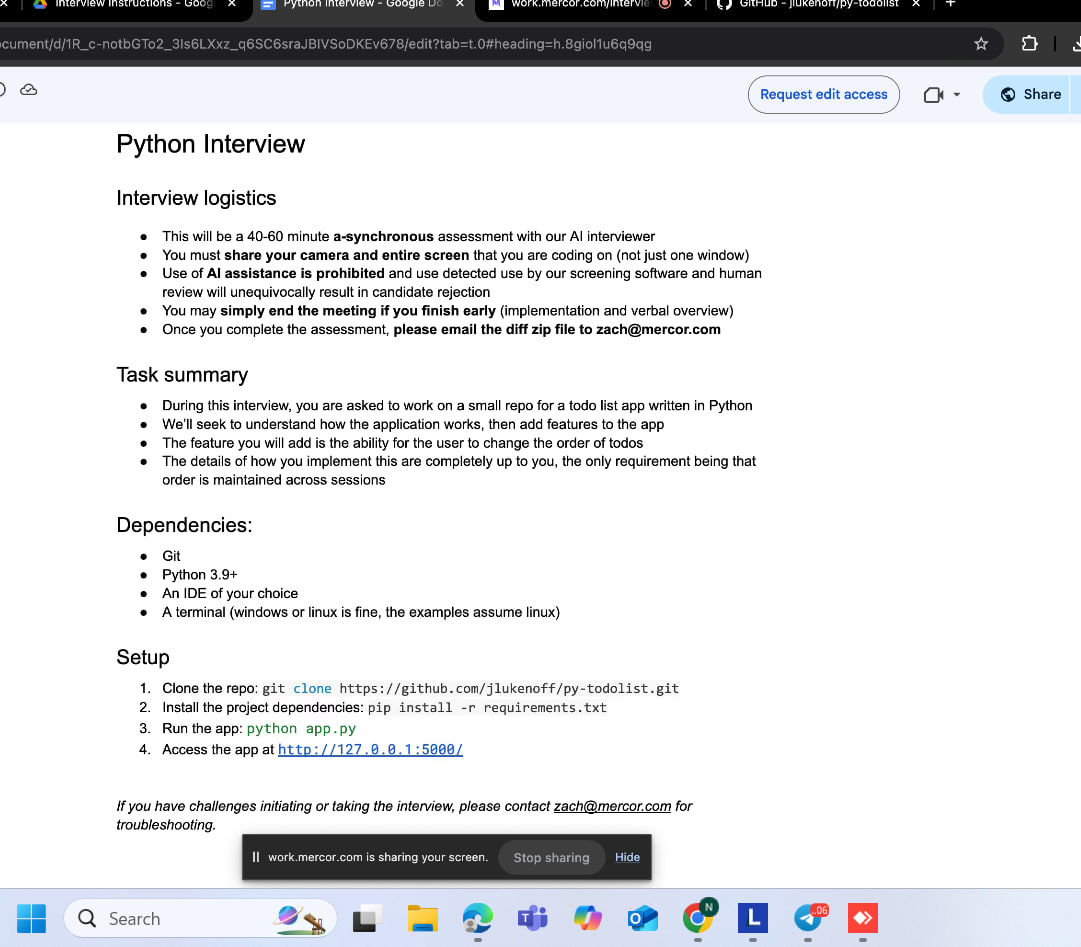 Interview Instructions - Goog
Python Interview - Google Do
work.mercor.com/intervie
GitHub - jlukenoff/py-todolist
ocument/d/1R_c-notbGTo2_3Is6LXxz_q6SC6sraJBIVSoDKEv678/edit?tab=t.0#heading=h.8giol1u6q9qg
Request edit access
Share
Python Interview
Interview logistics
● This will be a 40-60 minute a-synchronous assessment with our AI interviewer
● You must share your camera and entire screen that you are coding on (not just one window)
● Use of AI assistance is prohibited and use detected use by our screening software and human
review will unequivocally result in candidate rejection
● You may simply end the meeting if you finish early (implementation and verbal overview)
● Once you complete the assessment, please email the diff zip file to zach@mercor.com
Task summary
● During this interview, you are asked to work on a small repo for a todo list app written in Python
● We'll seek to understand how the application works, then add features to the app
● The feature you will add is the ability for the user to change the order of todos
● The details of how you implement this are completely up to you, the only requirement being that
order is maintained across sessions
Dependencies:
● Git
● Python 3.9+
● An IDE of your choice
● A terminal (windows or linux is fine, the examples assume linux)
Setup
1. Clone the repo: git clone https://github.com/jlukenoff/py-todolist.git
2. Install the project dependencies: pip install -r requirements.txt
3. Run the app: python app.py
4. Access the app at http://127.0.0.1:5000/
If you have challenges initiating or taking the interview, please contact zach@mercor.com for
troubleshooting.
work.mercor.com is sharing your screen.
Stop sharing
Hide
Search
N
L
..06